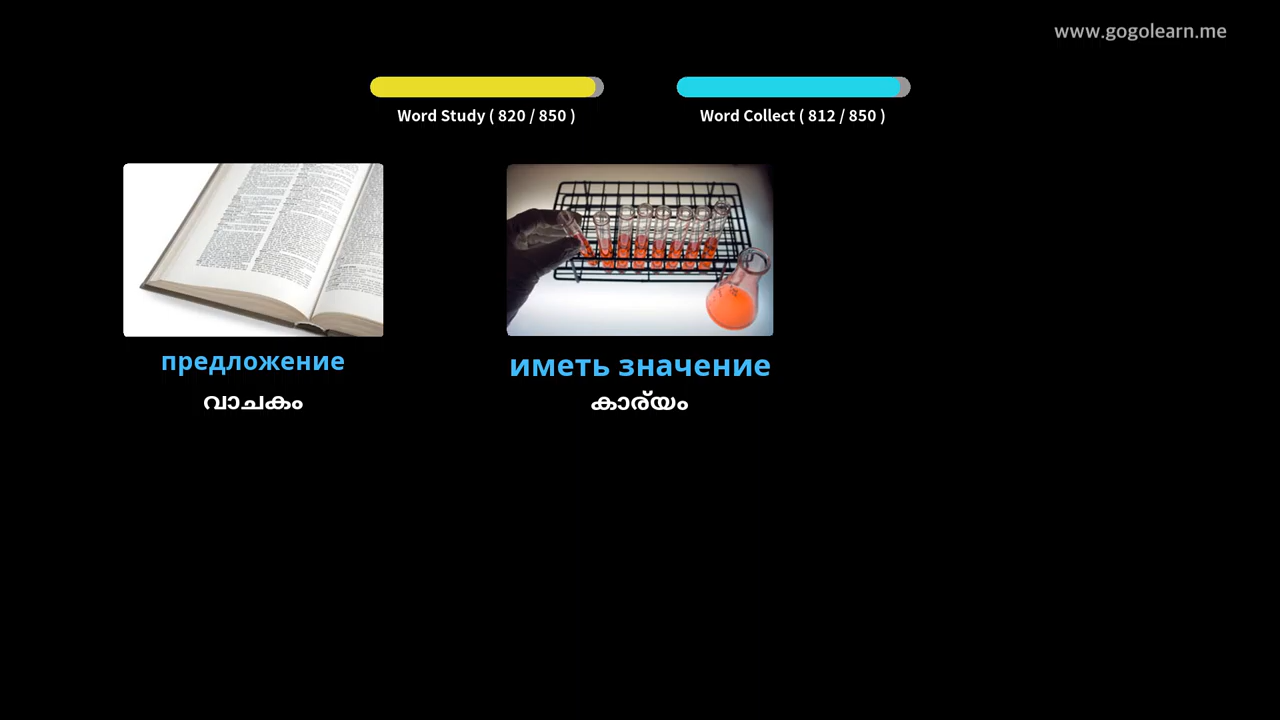 www.gogolearn.me
Word Study ( 820 / 850 )
Word Collect ( 812 / 850 )
предложение
വാചകം
иметь значение
കാര്യം